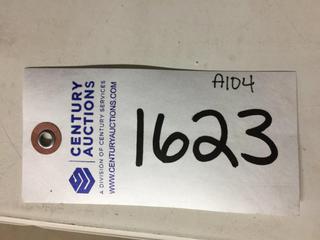 A104
CENTURY
AUCTIONS
A DIVISION OF CENTURY SERVICES
WWW.CENTURYAUCTIONS.COM
1623